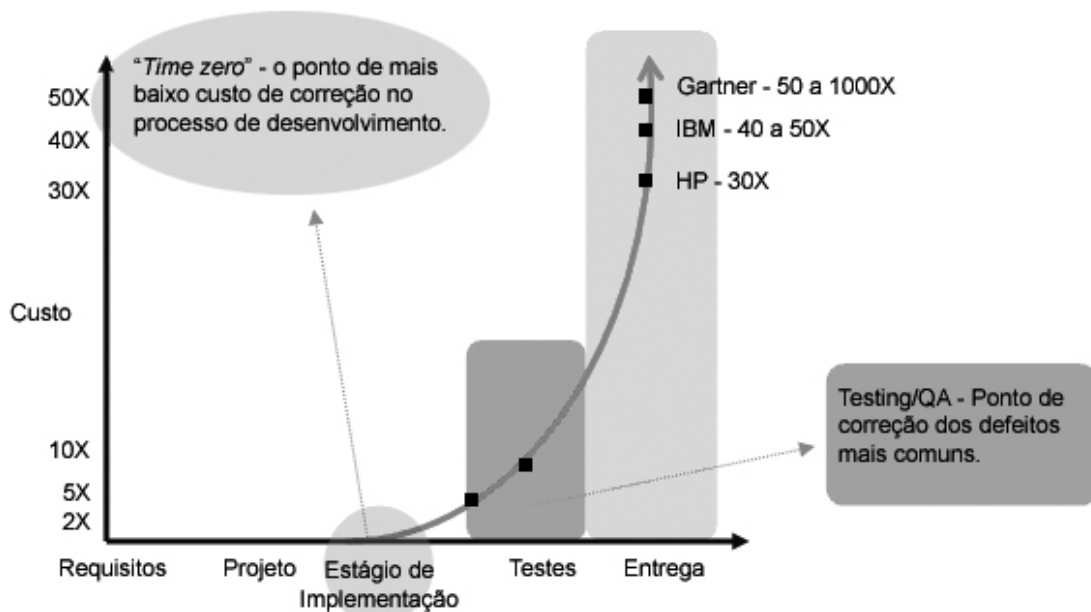 “Time zero” - o ponto de mais
baixo custo de correção no
processo de desenvolvimento.
50X
40X
30X
Gartner - 50 a 1000X
IBM - 40 a 50X
HP - 30X
Custo
Testing/QA - Ponto de
correção dos defeitos
mais comuns.
10X
5X
2X
Requisitos
Projeto
Estágio de
Implementação
Testes
Entrega